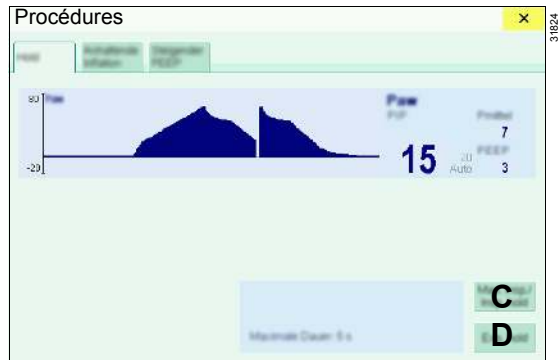 Procédures
×
31824
Hold
Anhaltende Steigender
Inflation PEEP
80 Paw
-20
Paw
PIP
Pmittel
7
15
20 PEEP
Auto 3
C
Maximale Dauer: 5 s
D